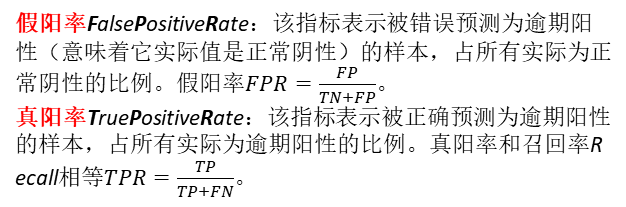 假阳率FalsePositiveRate：该指标表示被错误预测为逾期阳
性（意味着它实际值是正常阴性）的样本，占所有实际为正
常阴性的比例。假阳率FPR = FP/(TN+FP)。
真阳率TruePositiveRate：该指标表示被正确预测为逾期阳性
的样本，占所有实际为逾期阳性的比例。真阳率和召回率R
ecall相等TPR = TP/(TP+FN)。